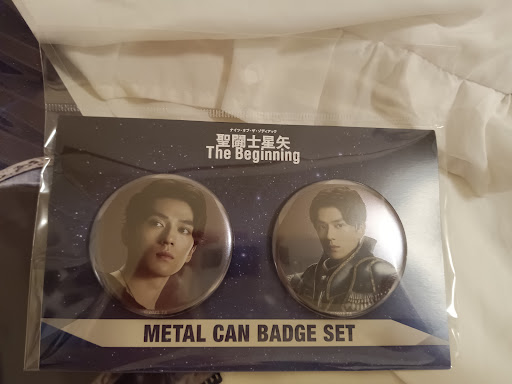 ナイツ・オブ・ザ・ゾディアック
聖闘士星矢
The Beginning
METAL CAN BADGE SET